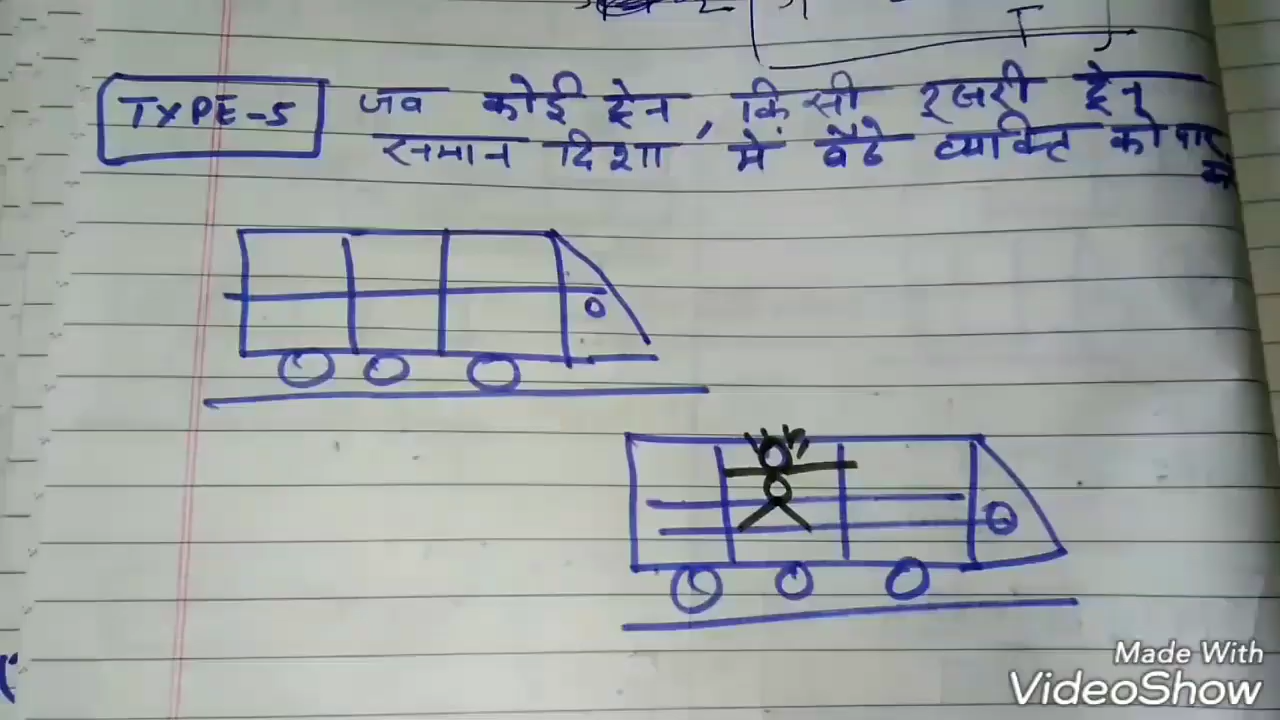 TYPE-5 जब कोई ट्रेन, किसी दूसरी ट्रेन
समान दिशा में बैठे व्यक्ति को पार
Made With
VideoShow